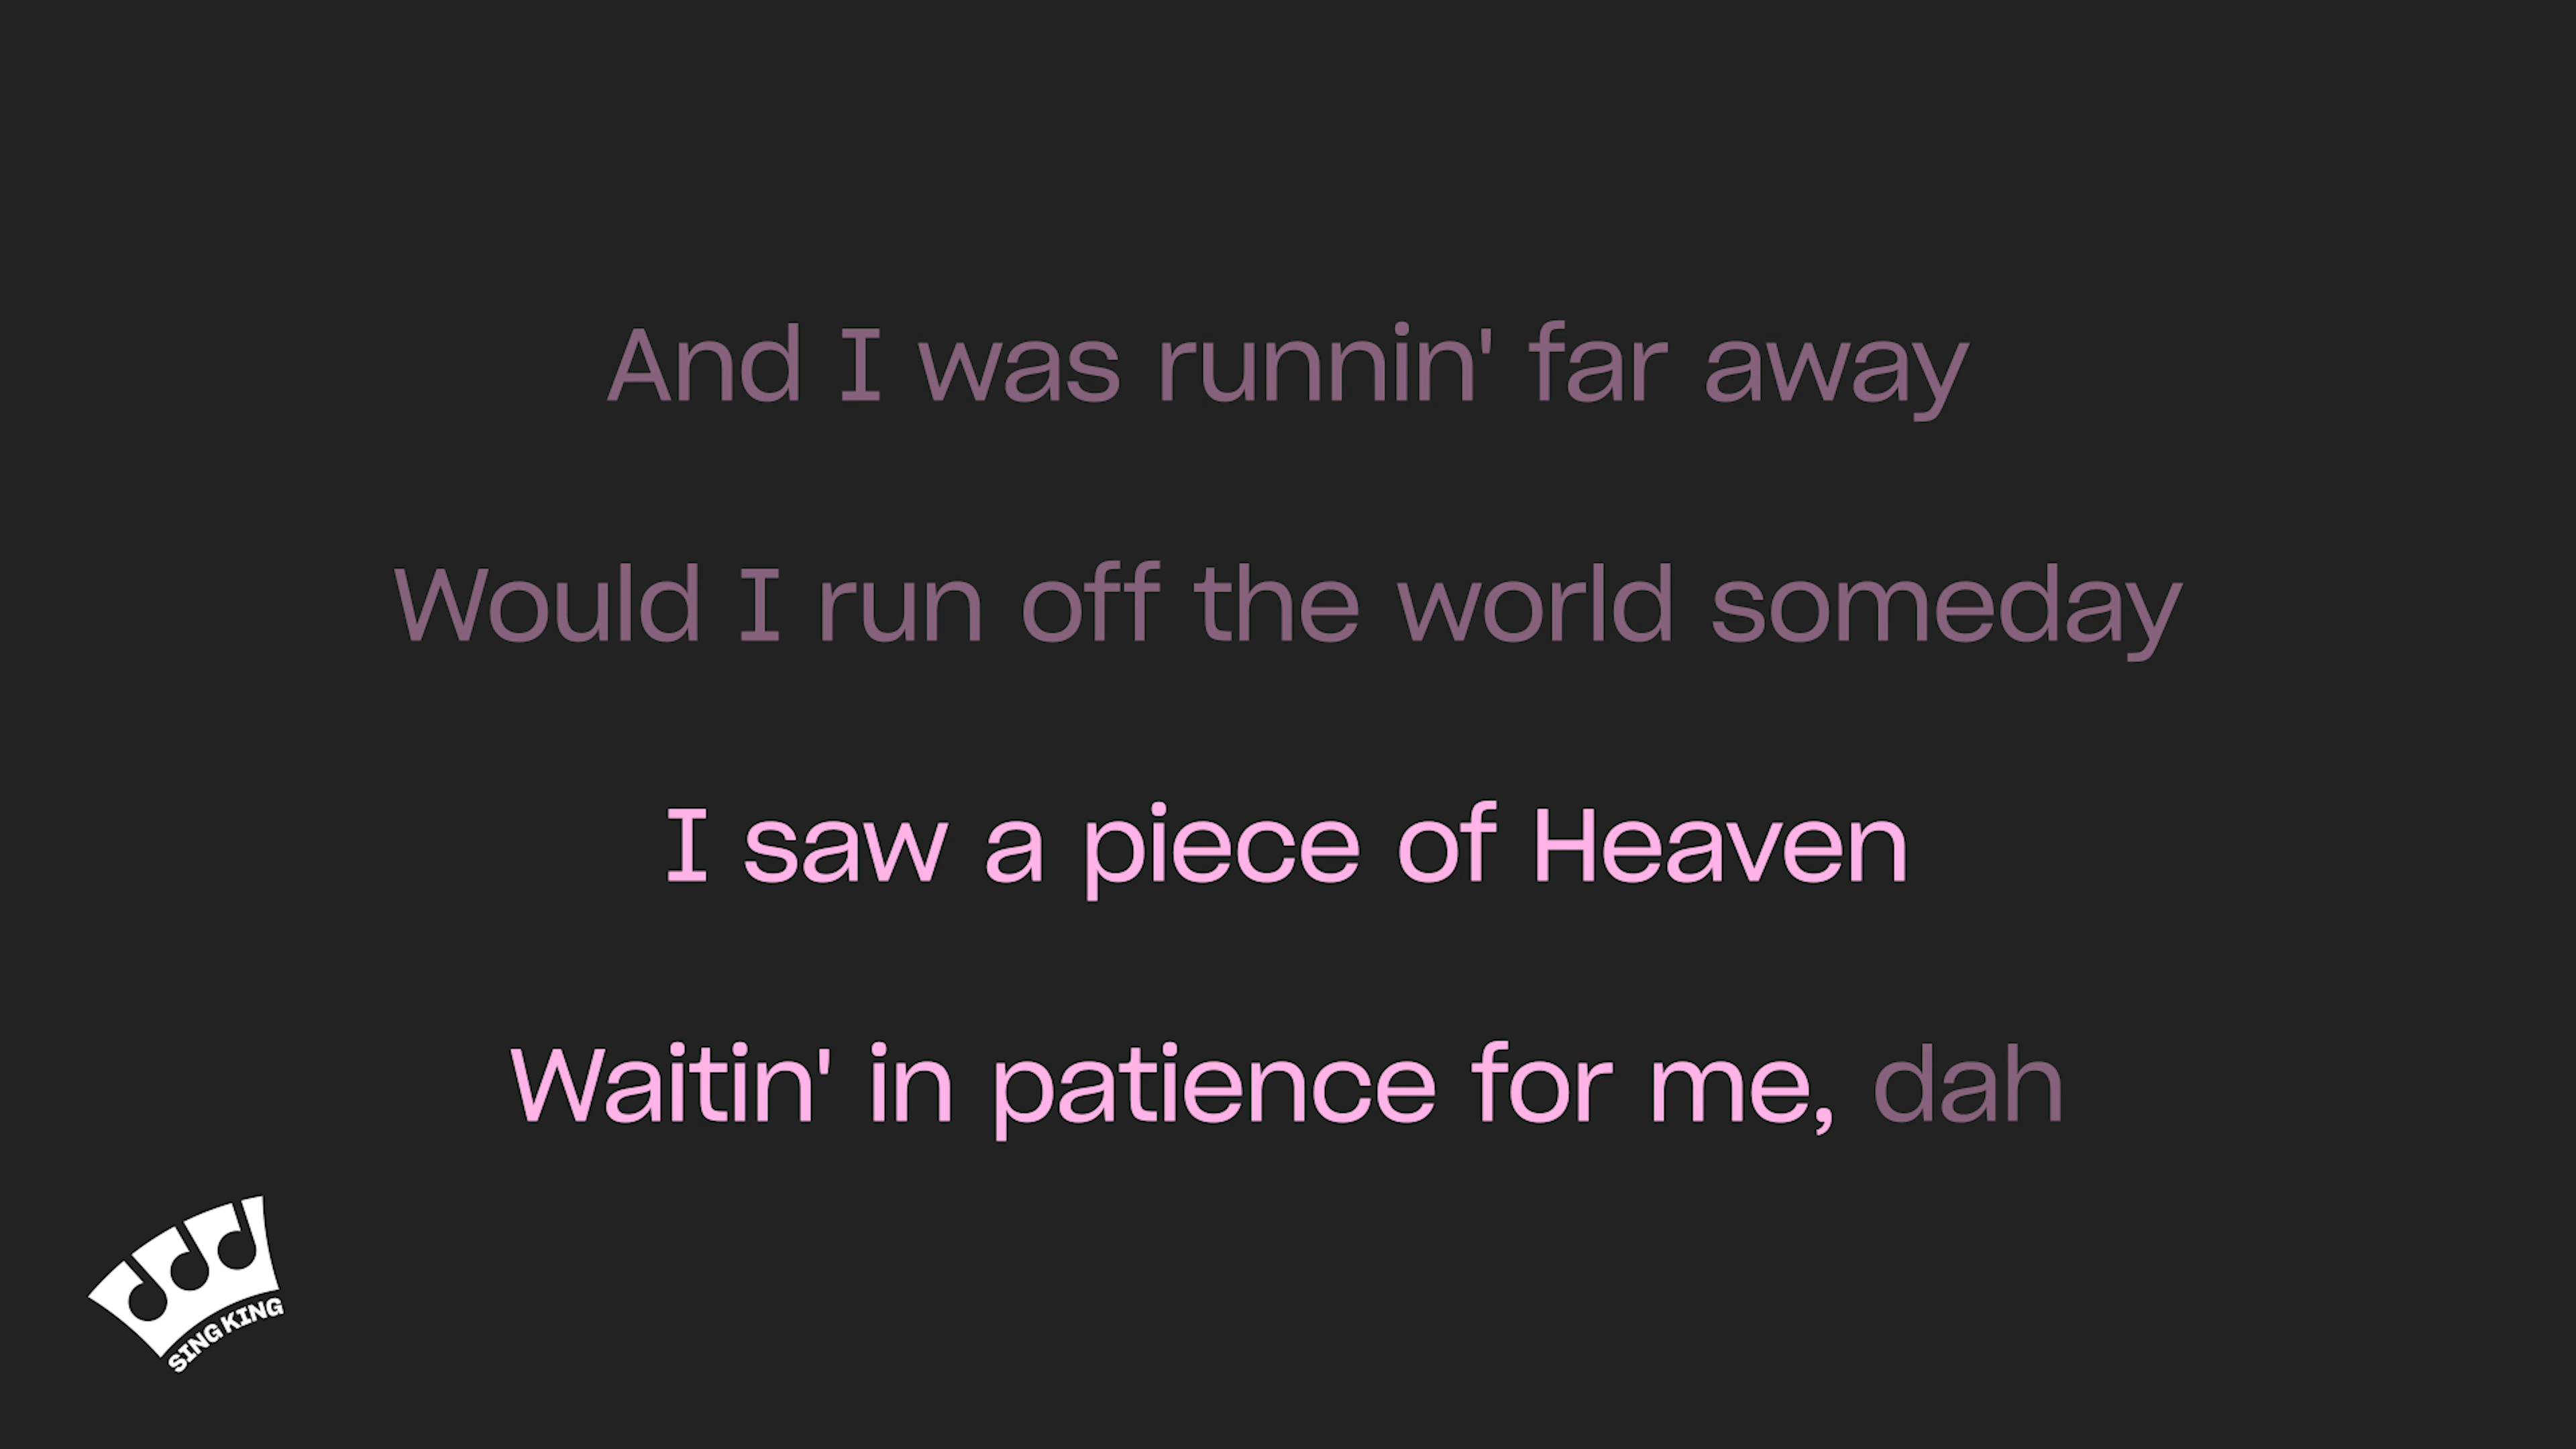 And I was runnin' far away
Would I run off the world someday
I saw a piece of Heaven
Waitin' in patience for me, dah
SING KING